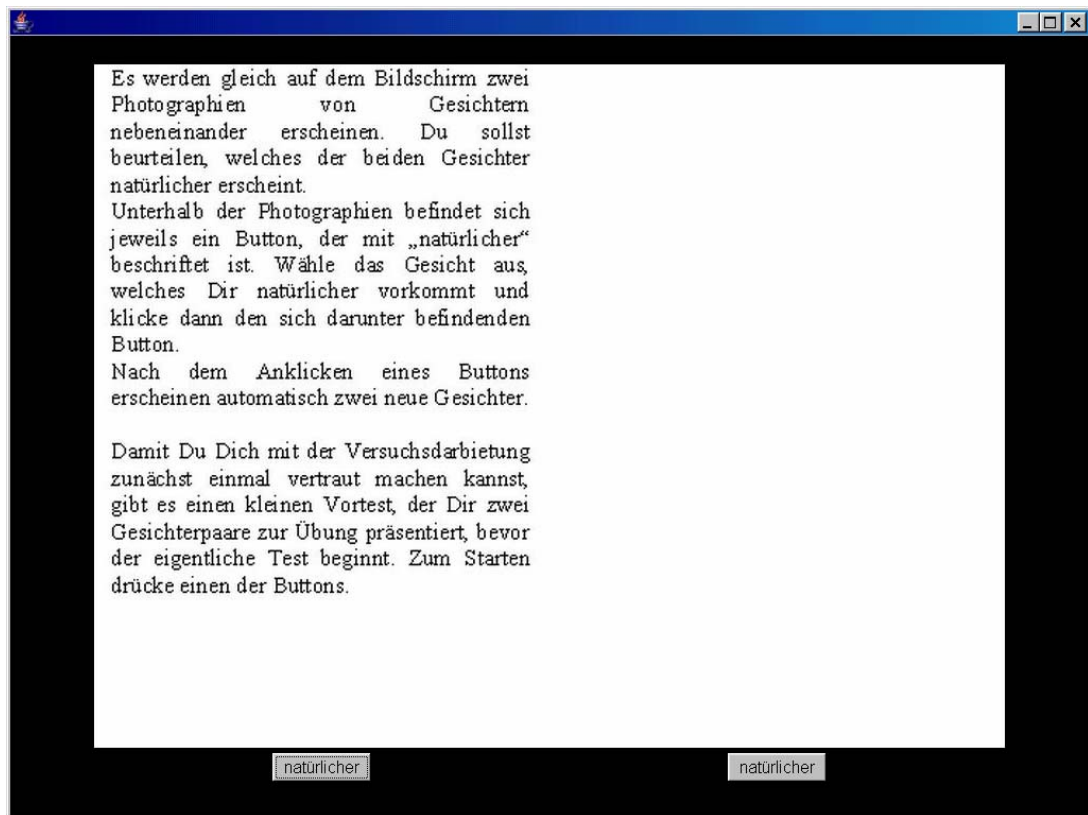 Es werden gleich auf dem Bildschirm zwei
Photographien von Gesichtern
nebeneinander erscheinen. Du sollst
beurteilen, welches der beiden Gesichter
natürlicher erscheint.
Unterhalb der Photographien befindet sich
jeweils ein Button, der mit „natürlicher“
beschriftet ist. Wähle das Gesicht aus,
welches Dir natürlicher vorkommt und
klicke dann den sich darunter befindenden
Button.
Nach dem Anklicken eines Buttons
erscheinen automatisch zwei neue Gesichter.
Damit Du Dich mit der Versuchsdarbietung
zunächst einmal vertraut machen kannst,
gibt es einen kleinen Vortest, der Dir zwei
Gesichterpaare zur Übung präsentiert, bevor
der eigentliche Test beginnt. Zum Starten
drücke einen der Buttons.
natürlicher
natürlicher